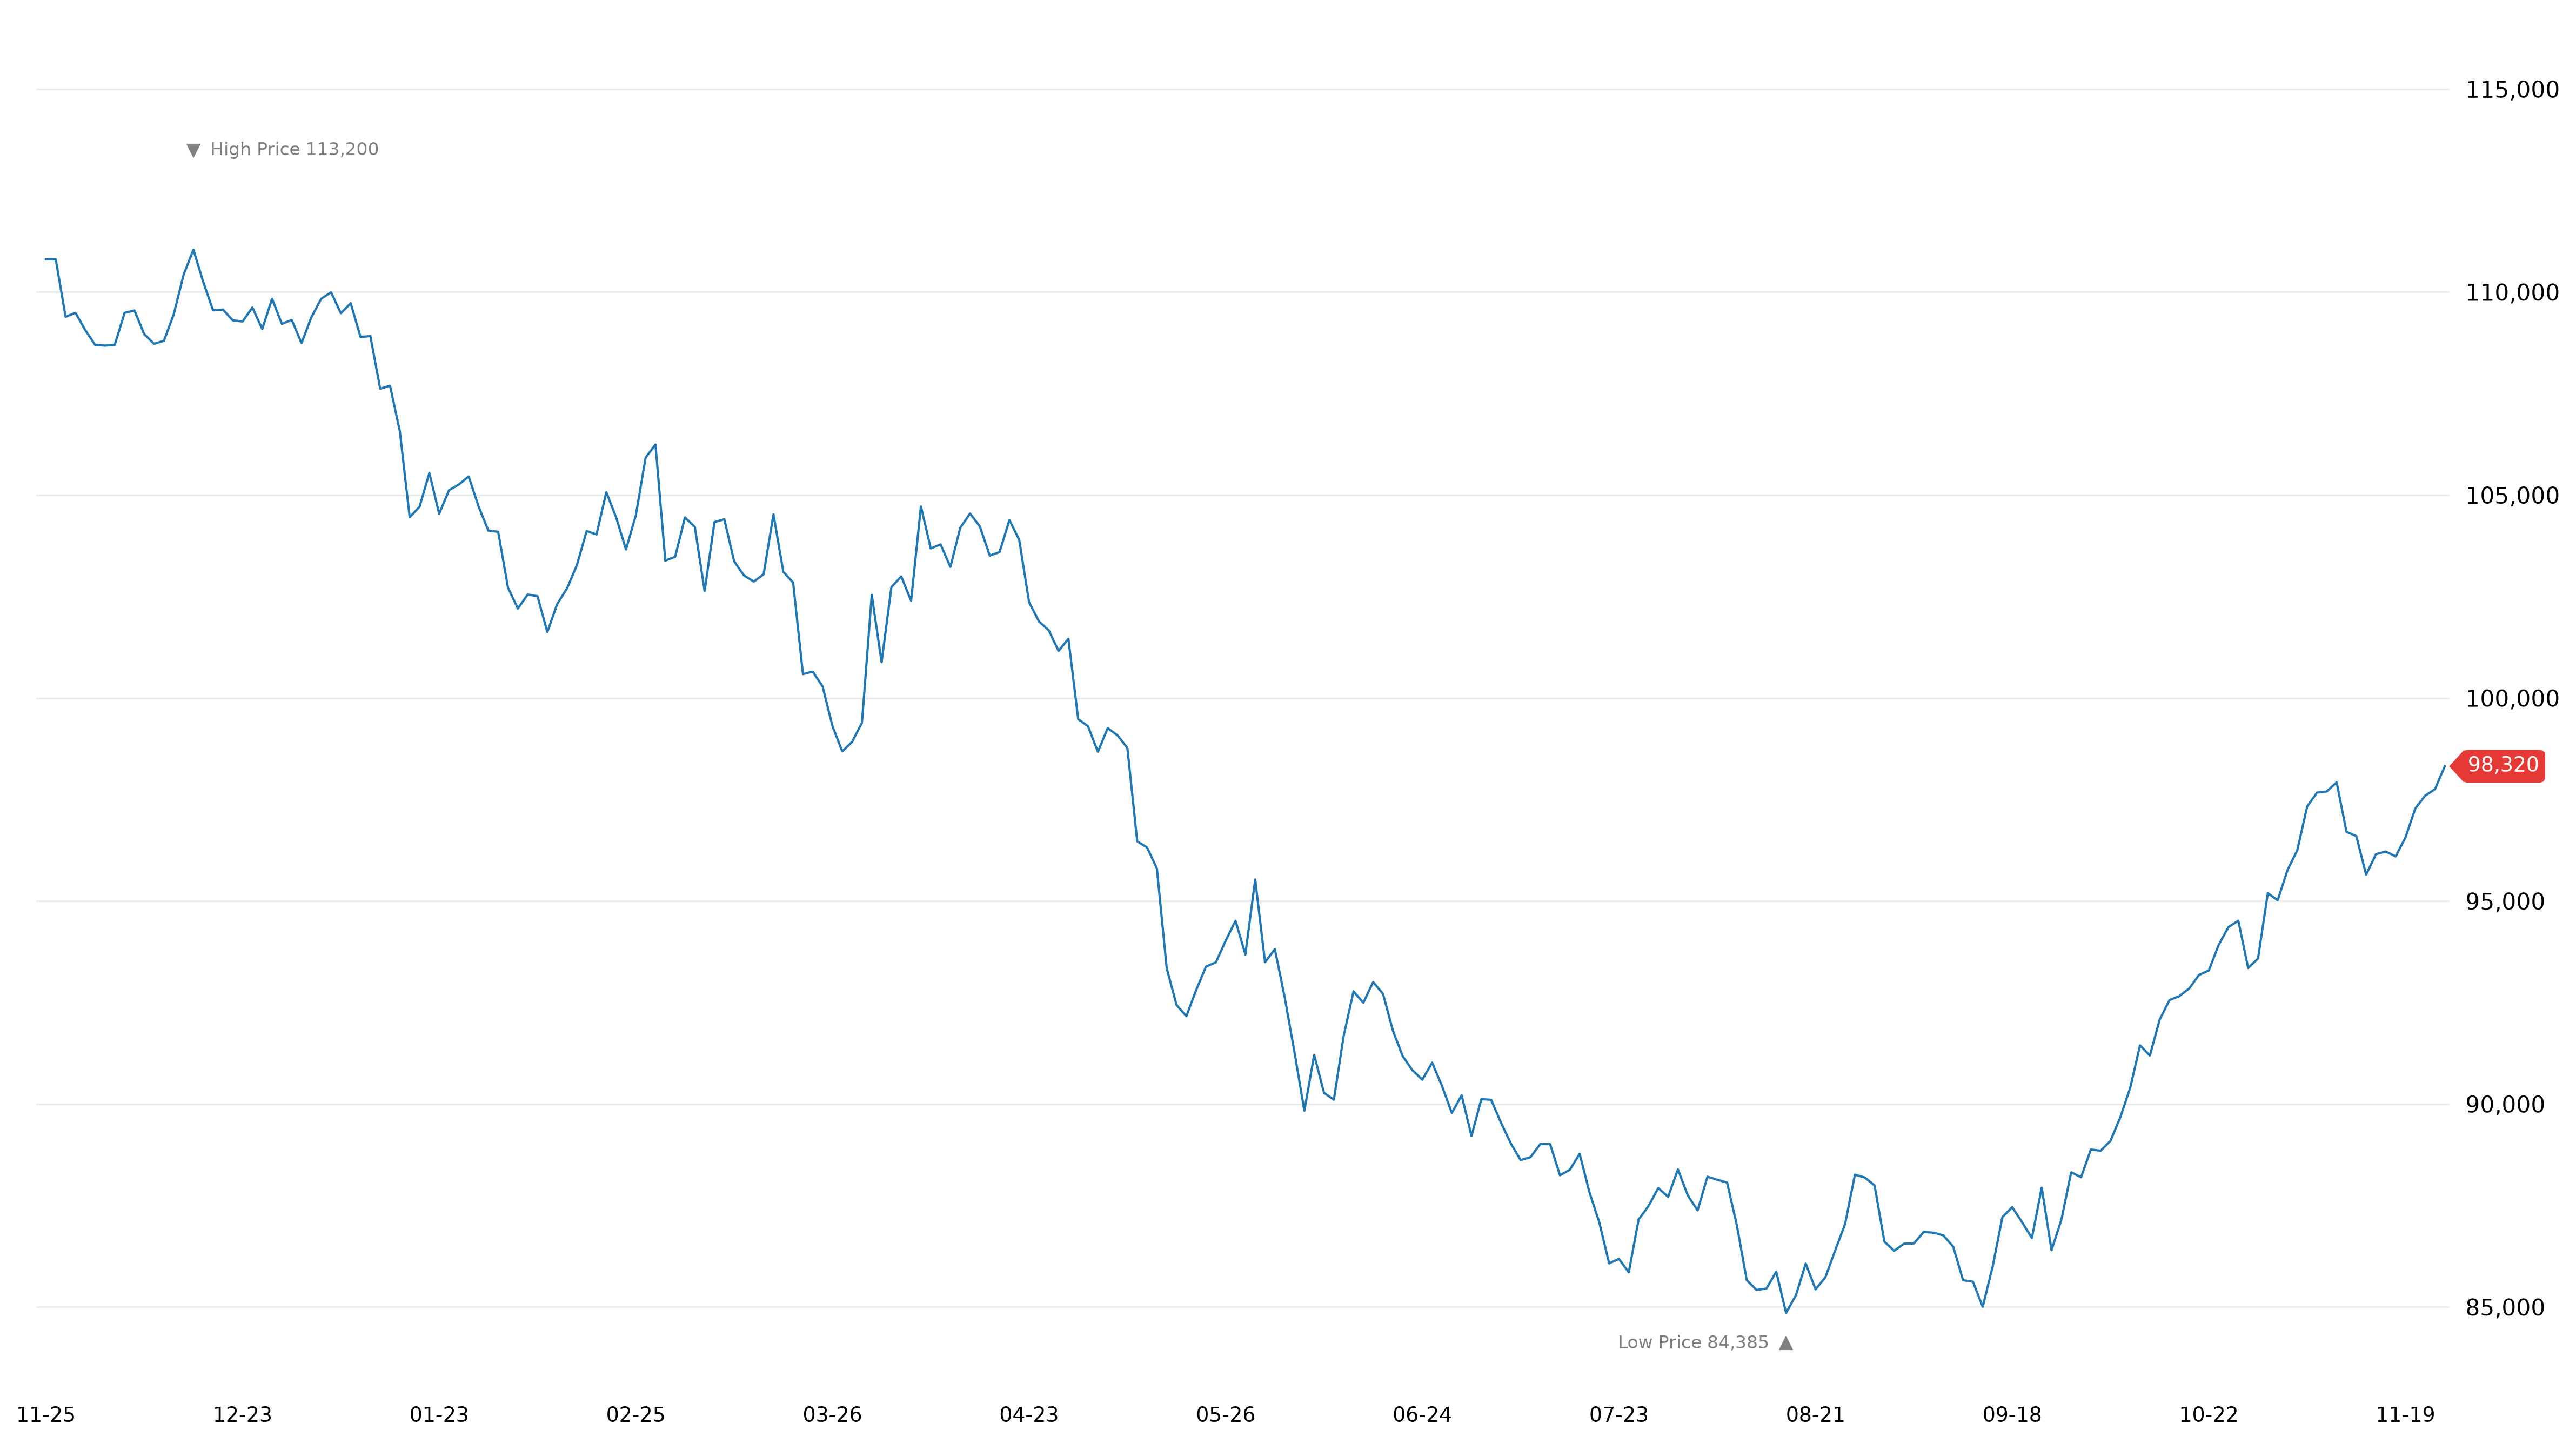 115,000
▼ High Price 113,200
110,000
105,000
100,000
98,320
95,000
90,000
85,000
Low Price 84,385 ▲
11-25 12-23 01-23 02-25 03-26 04-23 05-26 06-24 07-23 08-21 09-18 10-22 11-19